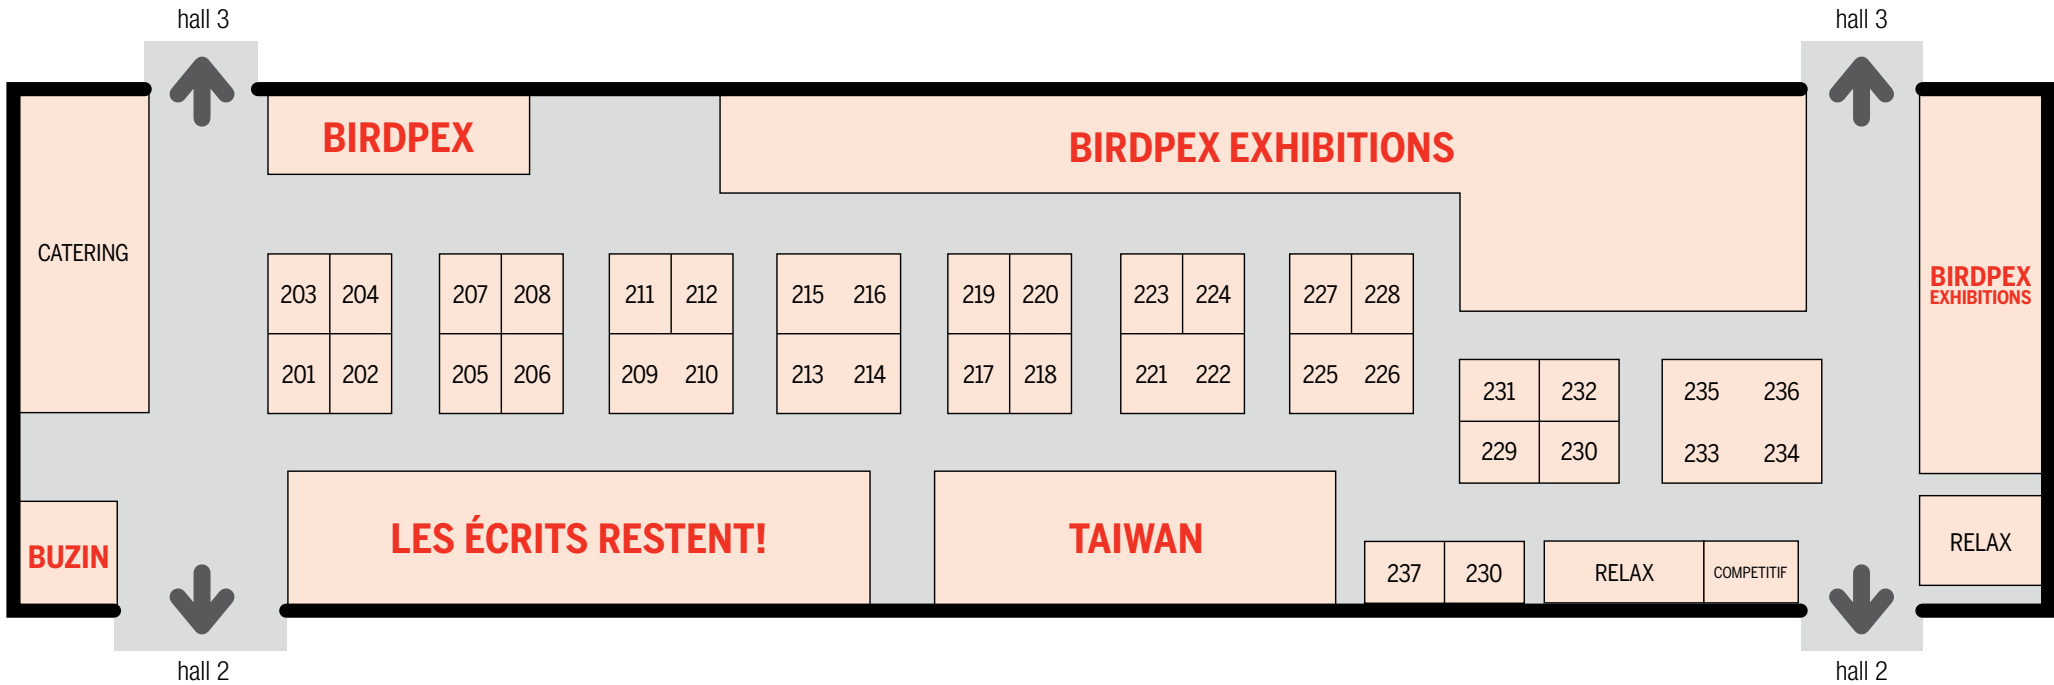 hall 3
hall 3
BIRDPEX
BIRDPEX EXHIBITIONS
CATERING
BIRDPEX
EXHIBITIONS
203 204 207 208 211 212 215 216 219 220 223 224 227 228
201 202 205 206 209 210 213 214 217 218 221 222 225 226
231 232 235 236
229 230 233 234
BUZIN
LES ÉCRITS RESTENT!
TAIWAN
237 230
RELAX
COMPETITIF
RELAX
hall 2
hall 2